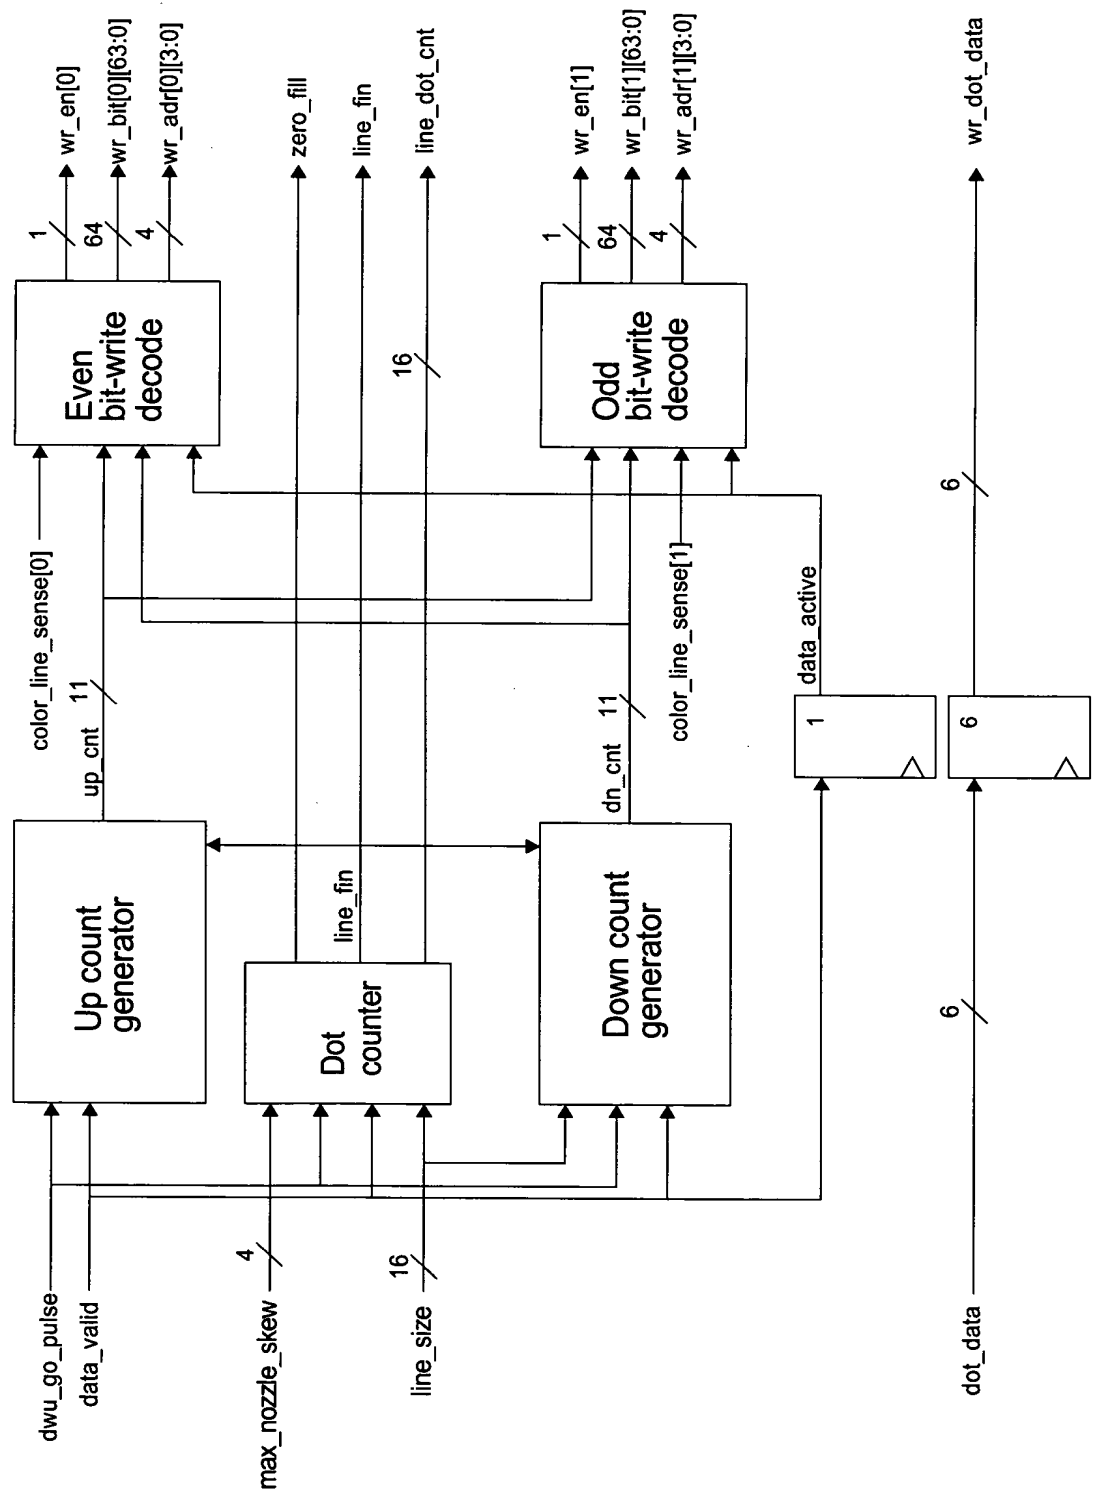 dwu_go_pulse
data_valid
max_nozzle_skew
4
line_size
16
dot_data
6
Up count
generator
Dot
counter
Down count
generator
line_fin
up_cnt
11
dn_cnt
11
1
6
color_line_sense[0]
color_line_sense[1]
data_active
6
Even
bit-write
decode
16
Odd
bit-write
decode
1
64
4
1
64
4
wr_en[0]
wr_bit[0][63:0]
wr_adr[0][3:0]
zero_fill
line_fin
line_dot_cnt
wr_en[1]
wr_bit[1][63:0]
wr_adr[1][3:0]
wr_dot_data